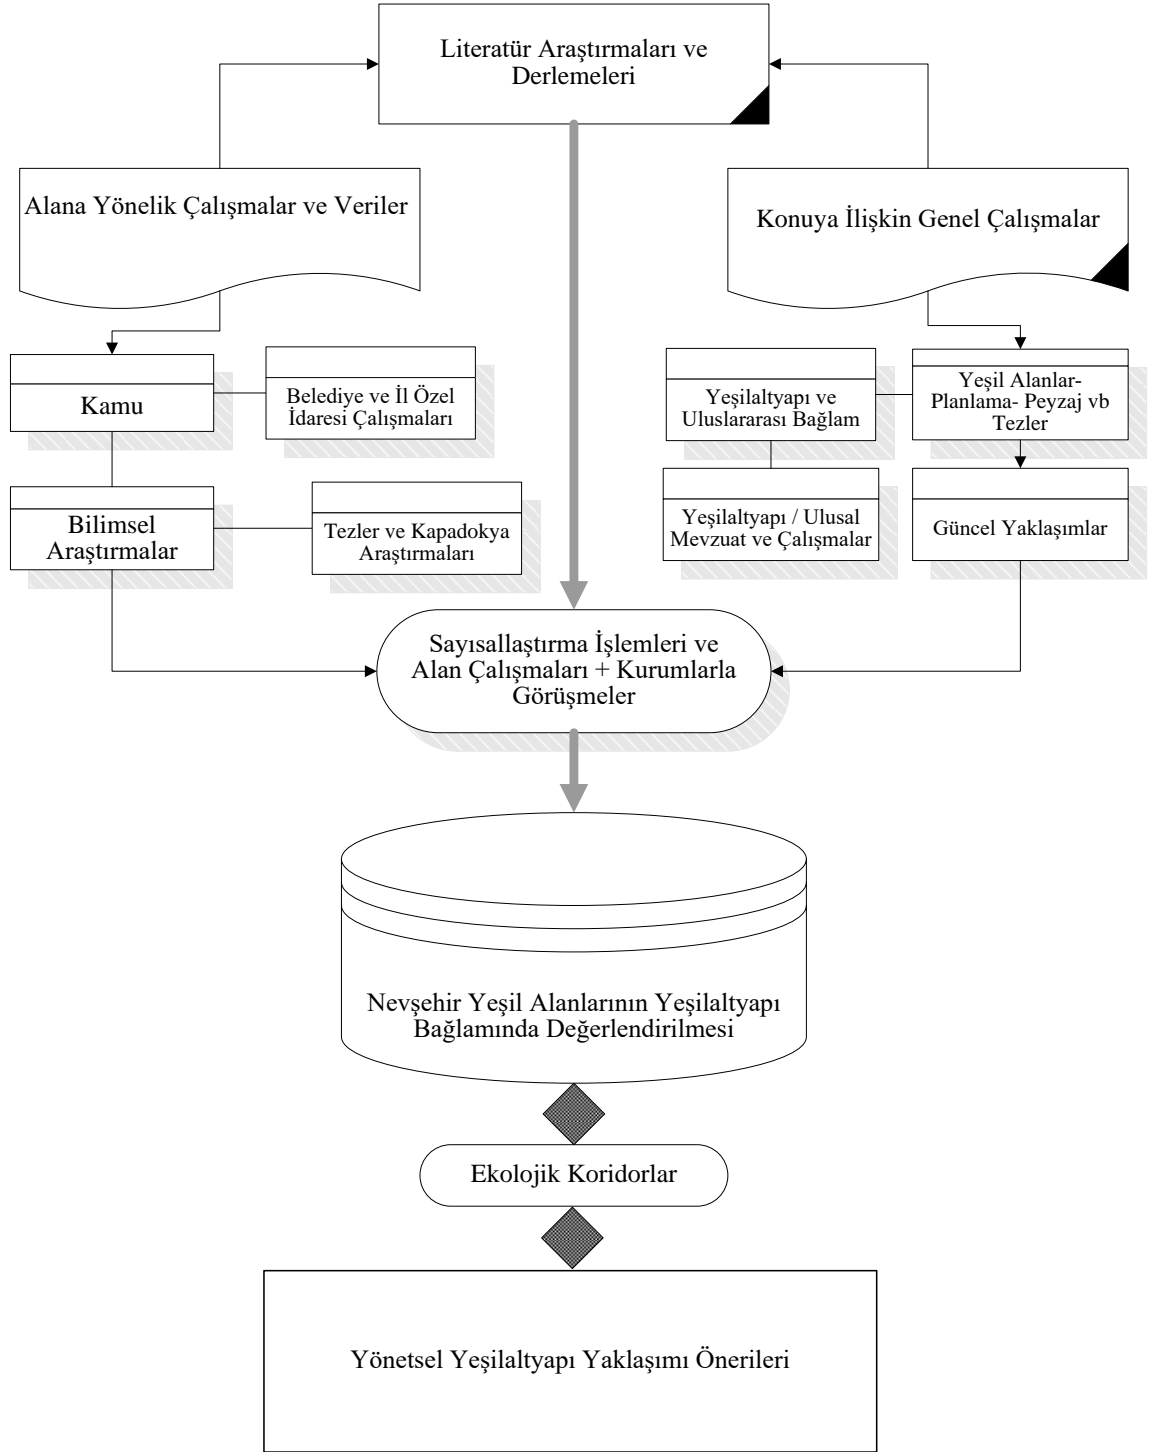 Literatür Araştırmaları ve
Derlemeleri
Alana Yönelik Çalışmalar ve Veriler
Konuya İlişkin Genel Çalışmalar
Kamu
Belediye ve İl Özel
İdaresi Çalışmaları
Yeşilaltyapı ve
Uluslararası Bağlam
Yeşil Alanlar-
Planlama- Peyzaj vb
Tezler
Bilimsel
Araştırmalar
Tezler ve Kapadokya
Araştırmaları
Yeşilaltyapı / Ulusal
Mevzuat ve Çalışmalar
Güncel Yaklaşımlar
Sayısallaştırma İşlemleri ve
Alan Çalışmaları + Kurumlarla
Görüşmeler
Nevşehir Yeşil Alanlarının Yeşilaltyapı
Bağlamında Değerlendirilmesi
Ekolojik Koridorlar
Yönetsel Yeşilaltyapı Yaklaşımı Önerileri